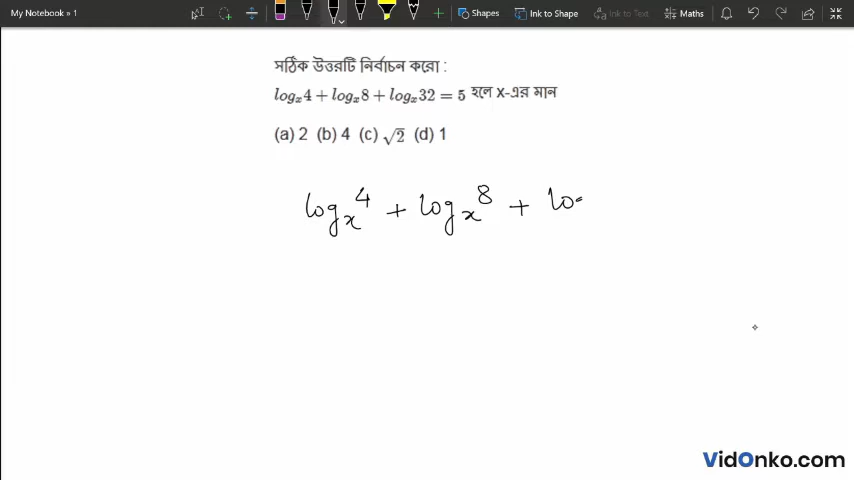 My Notebook » 1 Shapes Ink to Shape Ink to Text Maths
সঠিক উত্তরটি নির্বাচন করো :
logₓ4 + logₓ8 + logₓ32 = 5 হলে x-এর মান
(a) 2 (b) 4 (c) √2 (d) 1
logₓ4 + logₓ8 + lo
VidOnko.com